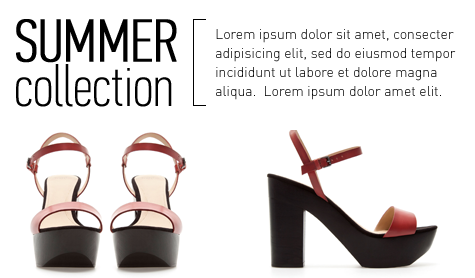 SUMMER
collection
Lorem ipsum dolor sit amet, consecter
adipisicing elit, sed do eiusmod tempor
incididunt ut labore et dolore magna
aliqua.  Lorem ipsum dolor amet elit.